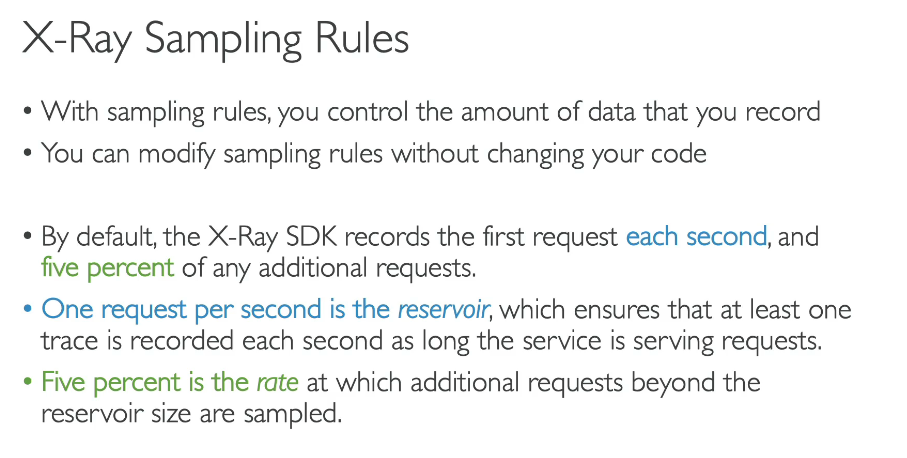 X-Ray Sampling Rules
• With sampling rules, you control the amount of data that you record
• You can modify sampling rules without changing your code
• By default, the X-Ray SDK records the first request each second, and
five percent of any additional requests.
• One request per second is the reservoir, which ensures that at least one
trace is recorded each second as long the service is serving requests.
• Five percent is the rate at which additional requests beyond the
reservoir size are sampled.